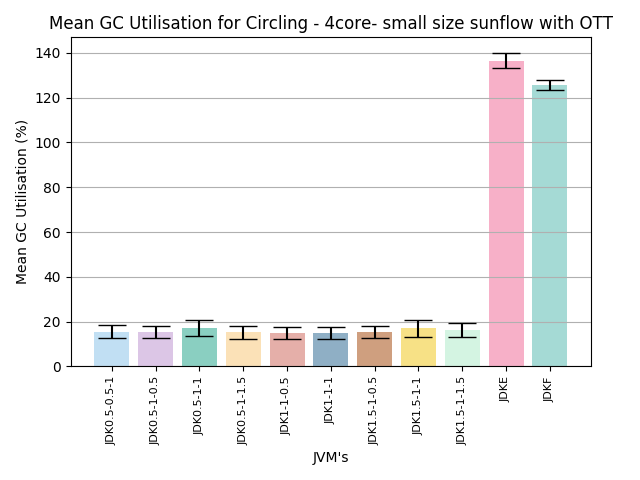 Mean GC Utilisation for Circling - 4core- small size sunflow with OTT
Mean GC Utilisation (%)
140
120
100
80
60
40
20
0
JDK0.5-0.5-1
JDK0.5-1-0.5
JDK0.5-1-1
JDK0.5-1-1.5
JDK1-1-0.5
JDK1-1-1
JDK1.5-1-0.5
JDK1.5-1-1
JDK1.5-1-1.5
JDKE
JDKF
JVM's